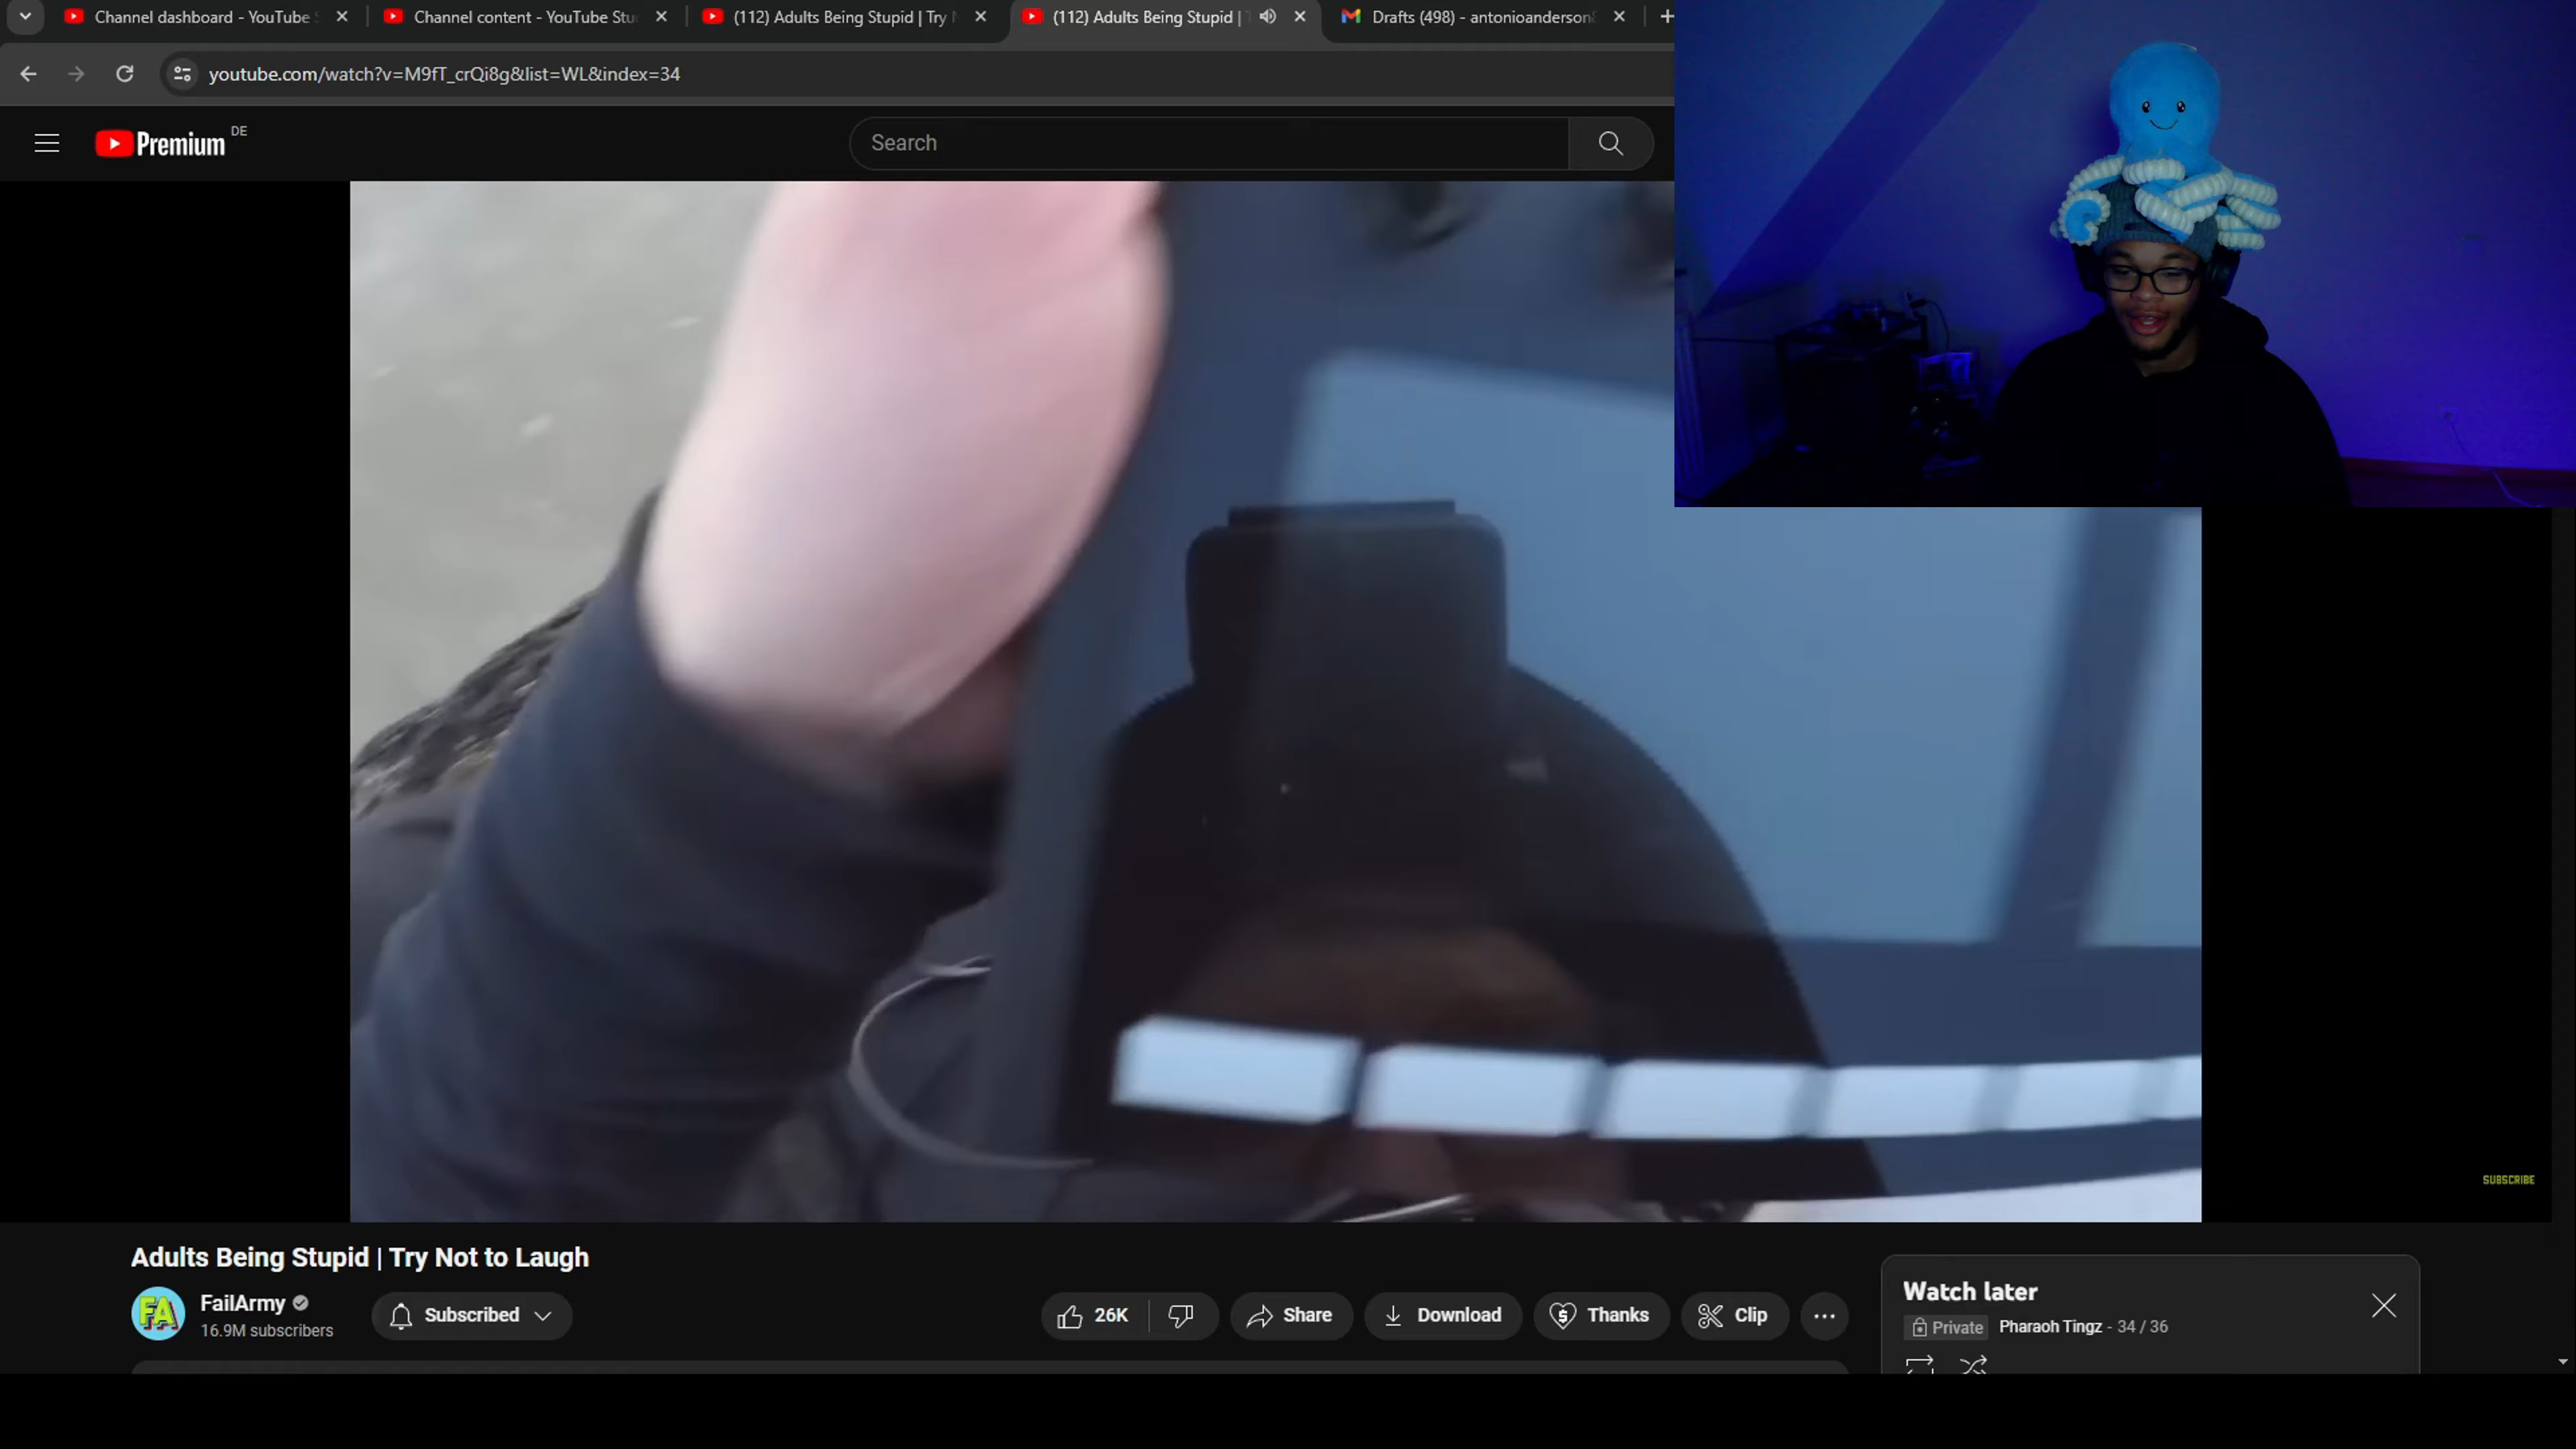 Channel dashboard - YouTube S
Channel content - YouTube Stu
(112) Adults Being Stupid | Try N
(112) Adults Being Stupid | T
Drafts (498) - antonioanderson
youtube.com/watch?v=M9fT_crQi8g&list=WL&index=34
Premium DE
Search
SUBSCRIBE
Adults Being Stupid | Try Not to Laugh
FA
FailArmy
16.9M subscribers
Subscribed
26K
Share
Download
Thanks
Clip
Watch later
Private Pharaoh Tingz - 34 / 36